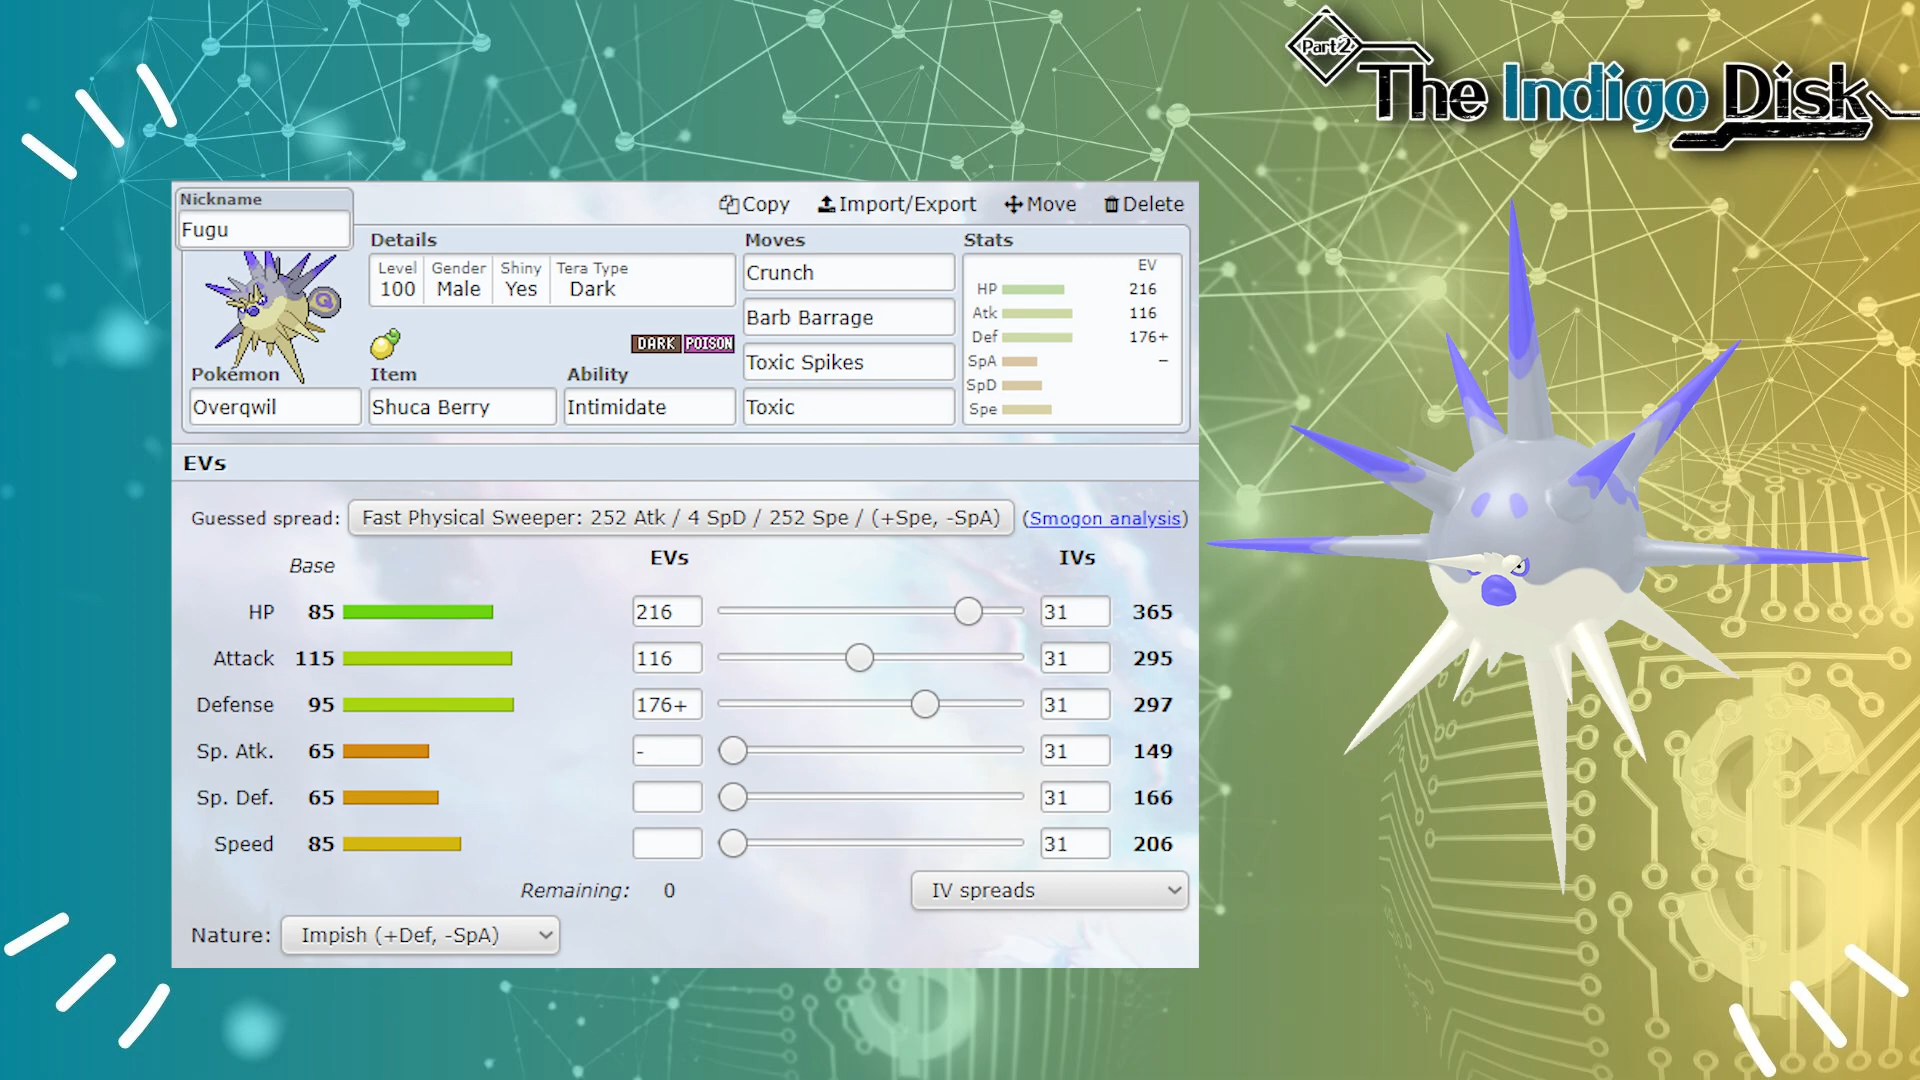 Part 2
The Indigo Disk
Nickname
Fugu
Copy Import/Export Move Delete
Details
Level Gender Shiny Tera Type
100 Male Yes Dark
DARK POISON
Pokémon Item Ability
Overqwil Shuca Berry Intimidate
Moves
Crunch
Barb Barrage
Toxic Spikes
Toxic
Stats
EV
HP 216
Atk 116
Def 176+
SpA –
SpD
Spe
EVs
Guessed spread: Fast Physical Sweeper: 252 Atk / 4 SpD / 252 Spe / (+Spe, -SpA) (Smogon analysis)
Base EVs IVs
HP 85 216 31 365
Attack 115 116 31 295
Defense 95 176+ 31 297
Sp. Atk. 65 - 31 149
Sp. Def. 65 31 166
Speed 85 31 206
Remaining: 0 IV spreads
Nature: Impish (+Def, -SpA)